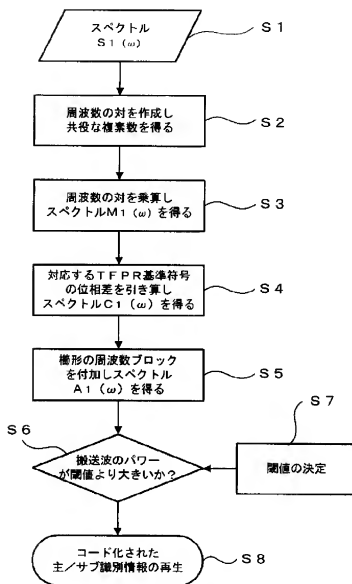 スペクトル
S1(ω)
S1
周波数の対を作成し
共役な複素数を得る
S2
周波数の対を乗算し
スペクトルM1(ω)を得る
S3
対応するTFPR基準符号
の位相差を引き算し
スペクトルC1(ω)を得る
S4
櫛形の周波数ブロック
を付加しスペクトル
A1(ω)を得る
S5
S6
搬送波のパワー
が閾値より大きいか?
S7
閾値の決定
コード化された
主/サブ識別情報の再生
S8